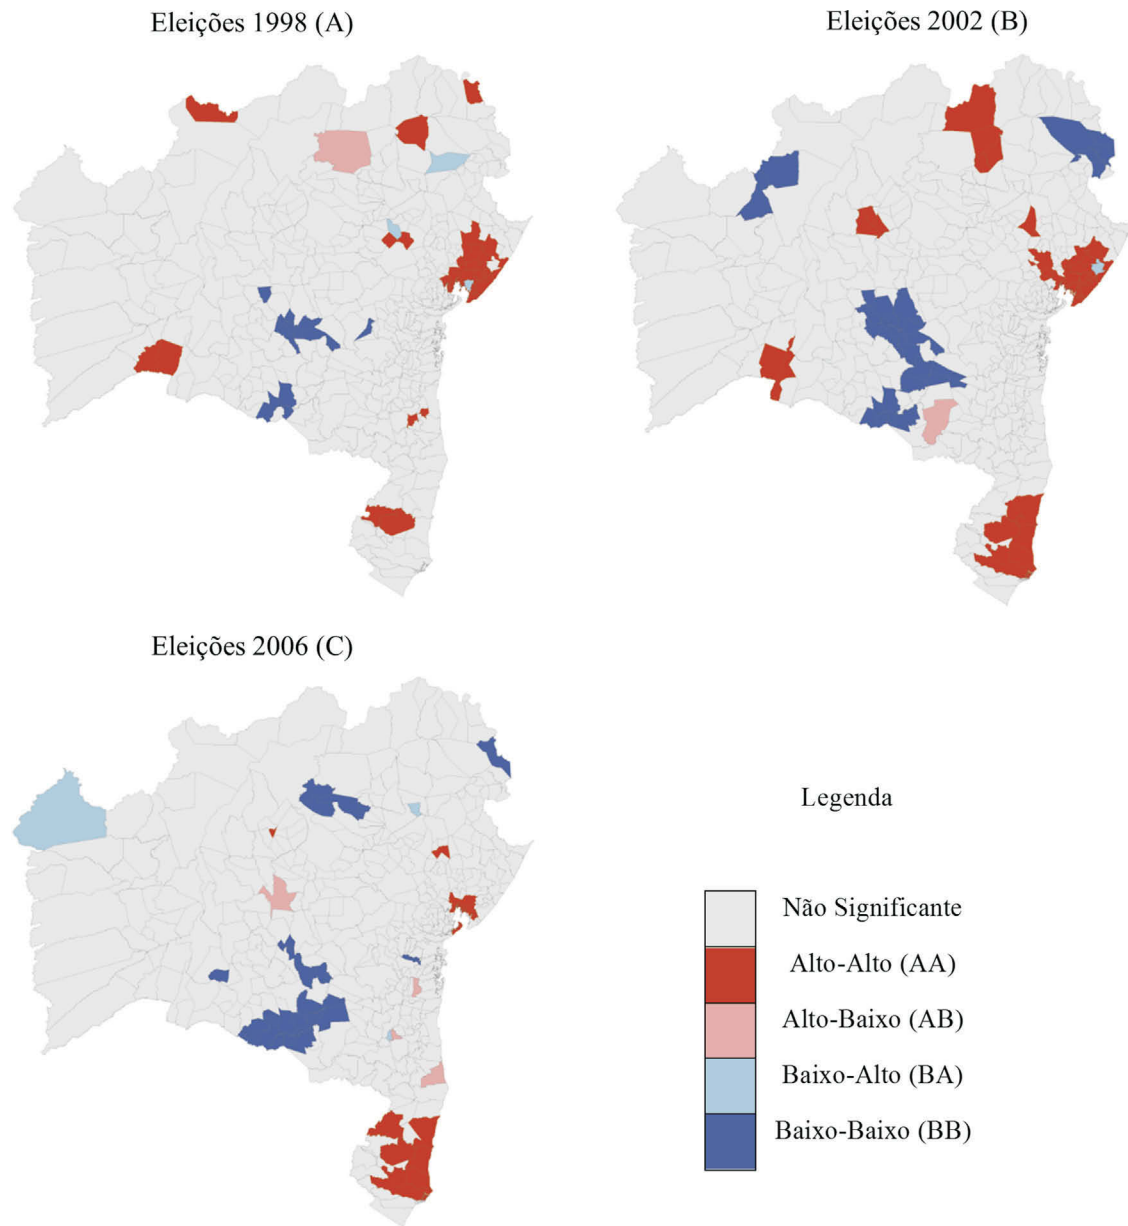 Eleições 1998 (A)
Eleições 2002 (B)
Eleições 2006 (C)
Legenda
Não Significante
Alto-Alto (AA)
Alto-Baixo (AB)
Baixo-Alto (BA)
Baixo-Baixo (BB)